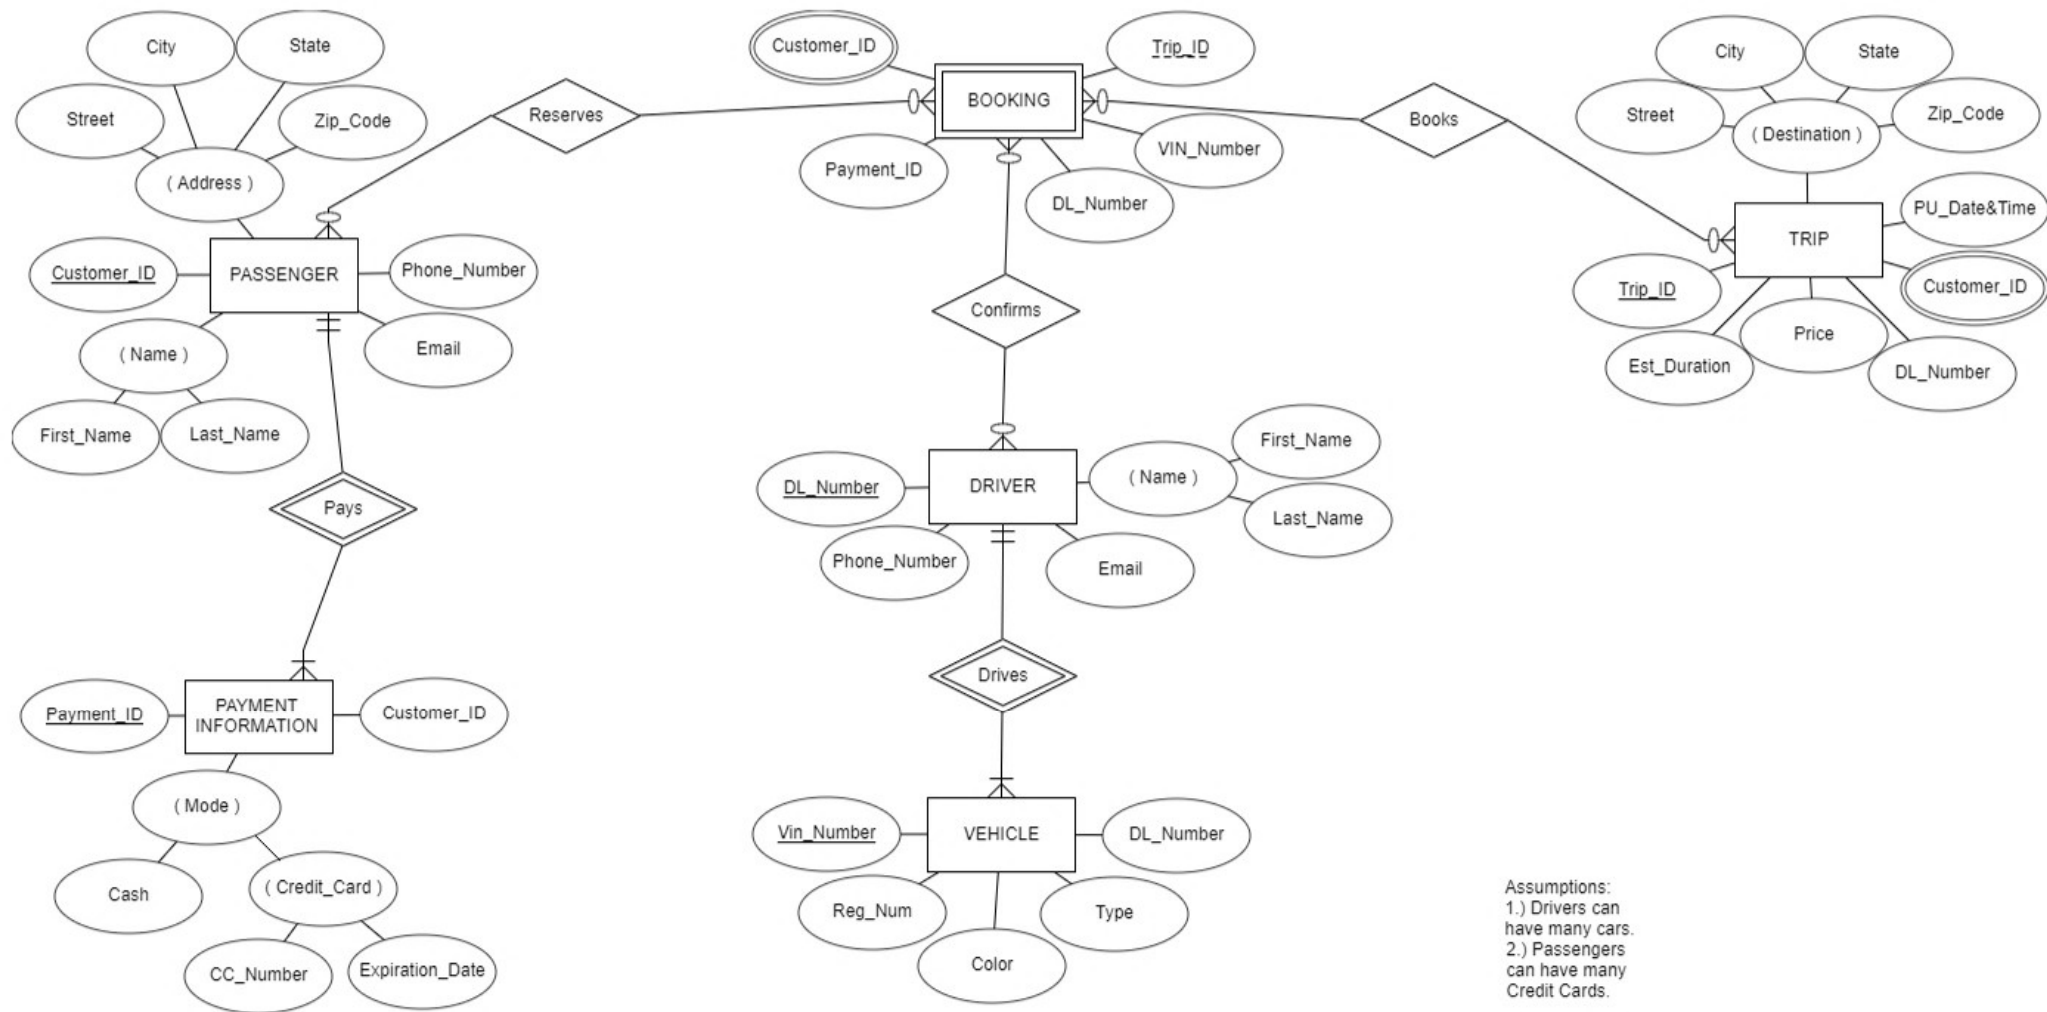 City
State
Street
Zip_Code
( Address )
Customer_ID
PASSENGER
Phone_Number
( Name )
Email
First_Name
Last_Name
Reserves
Customer_ID
Trip_ID
BOOKING
Payment_ID
VIN_Number
DL_Number
Books
City
State
Street
Zip_Code
( Destination )
PU_Date&Time
TRIP
Trip_ID
Customer_ID
Est_Duration
Price
DL_Number
Confirms
DL_Number
DRIVER
( Name )
First_Name
Last_Name
Phone_Number
Email
Pays
Drives
Payment_ID
PAYMENT
INFORMATION
Customer_ID
( Mode )
Cash
( Credit_Card )
CC_Number
Expiration_Date
Vin_Number
VEHICLE
DL_Number
Reg_Num
Type
Color
Assumptions:
1.) Drivers can
have many cars.
2.) Passengers
can have many
Credit Cards.